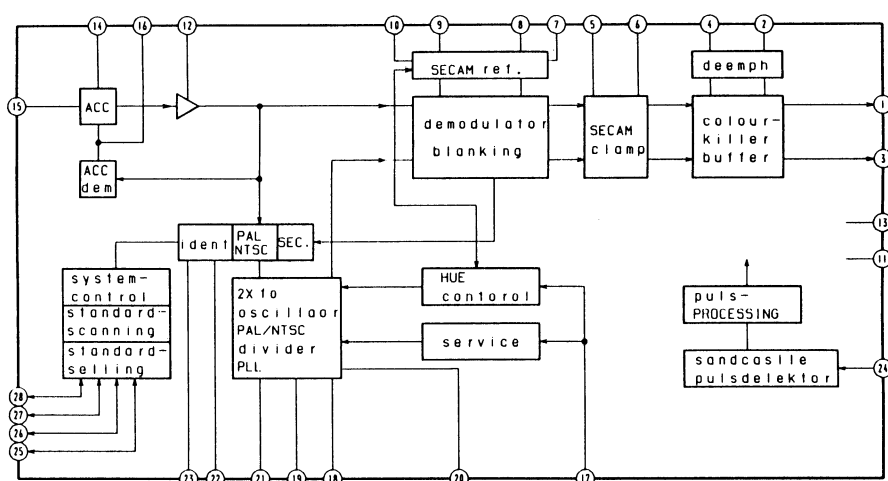 14 16 12 10 9 8 7 5 6 4 2
SECAM ref.
deemph
15
ACC
demodulator
blanking
SECAM
clamp
colour-
killer
buffer
1
3
ACC
dem
ident
PAL
NTSC
SEC.
13
11
system-
control
standard-
scanning
standard-
selling
2X fo
oscillaor
PAL/NTSC
divider
PLL
HUE
contorol
service
puls-
PROCESSING
sandcaslle
pulsdelektor
24
28
27
26
25
23 22 21 19 18 20 17